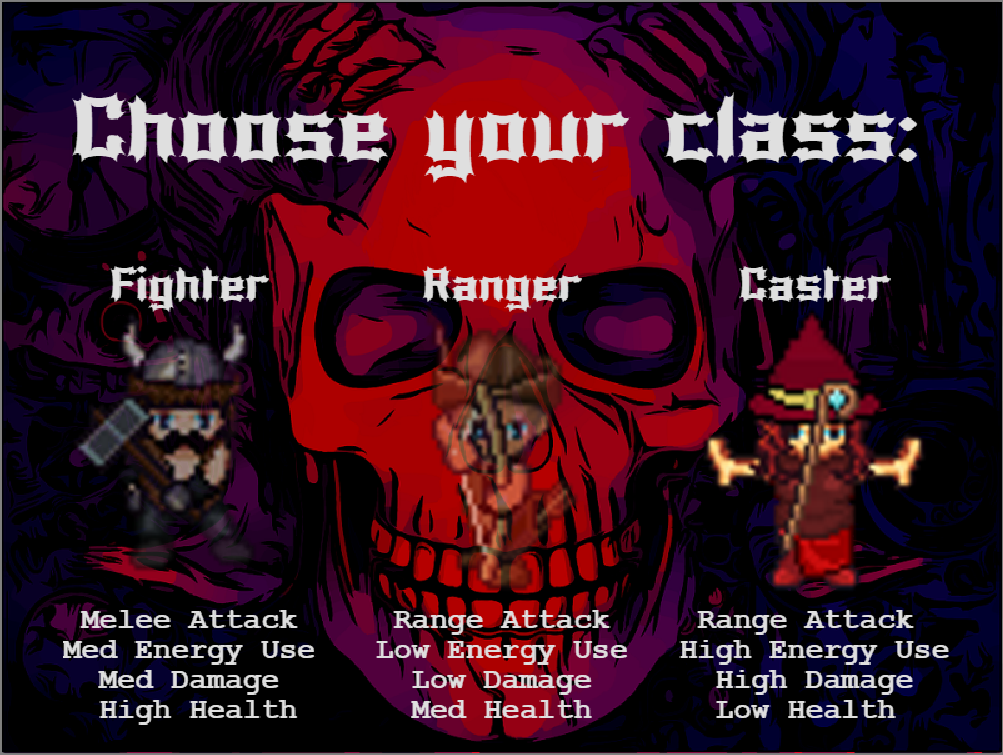 Choose your class:
Fighter Ranger Caster
Melee Attack Range Attack Range Attack
Med Energy Use Low Energy Use High Energy Use
Med Damage Low Damage High Damage
High Health Med Health Low Health